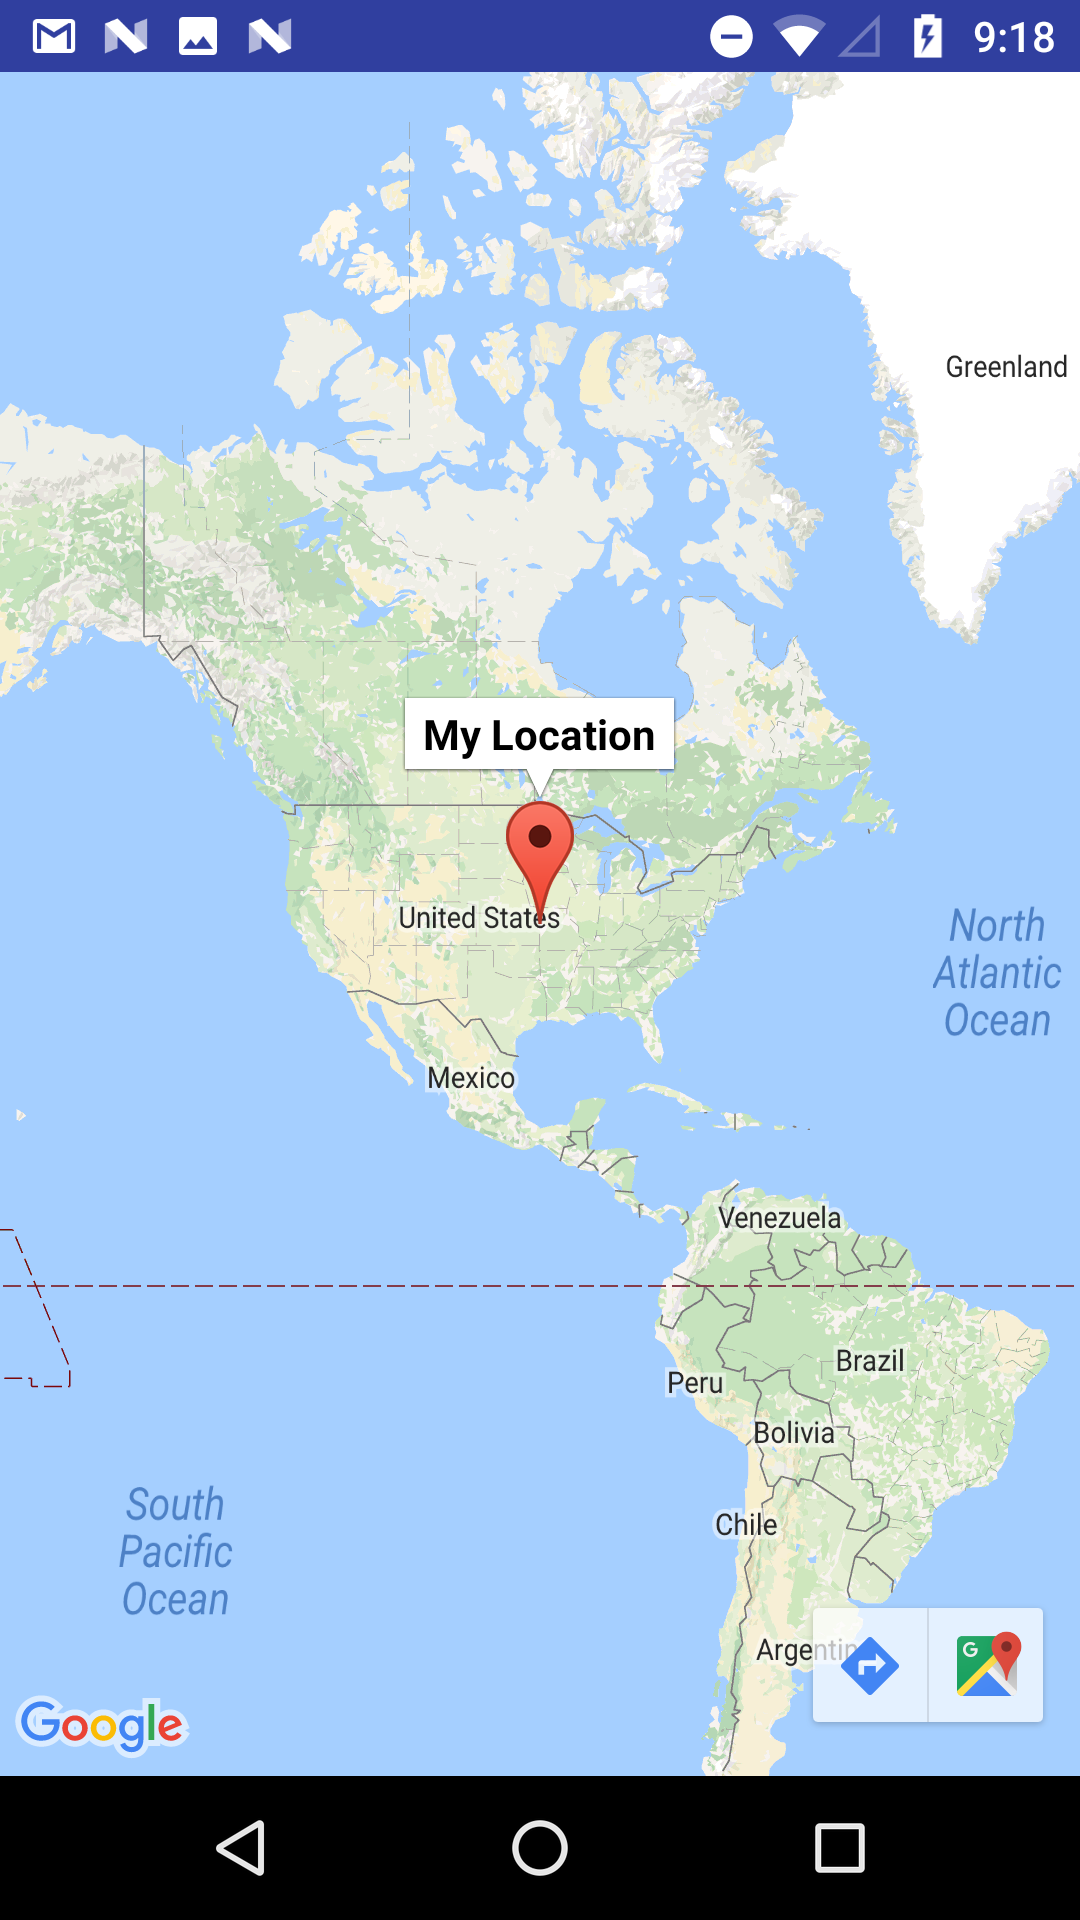 9:18
Greenland
My Location
United States
North
Atlantic
Ocean
Mexico
Venezuela
Brazil
Peru
Bolivia
South
Pacific
Ocean
Chile
Argentin
G
Google